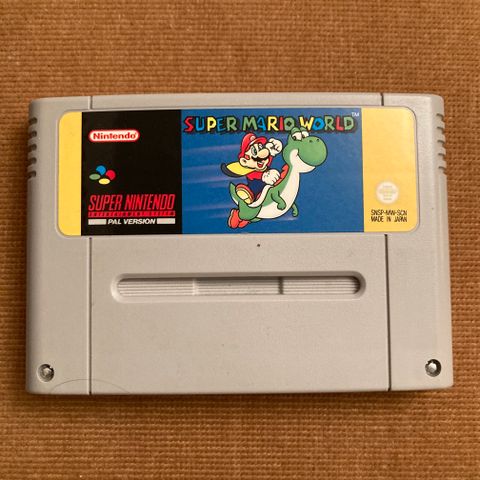 Nintendo
SUPER NINTENDO
ENTERTAINMENT SYSTEM
PAL VERSION
SUPER MARIO WORLD
TM
SNSP-MW-SCN
MADE IN JAPAN